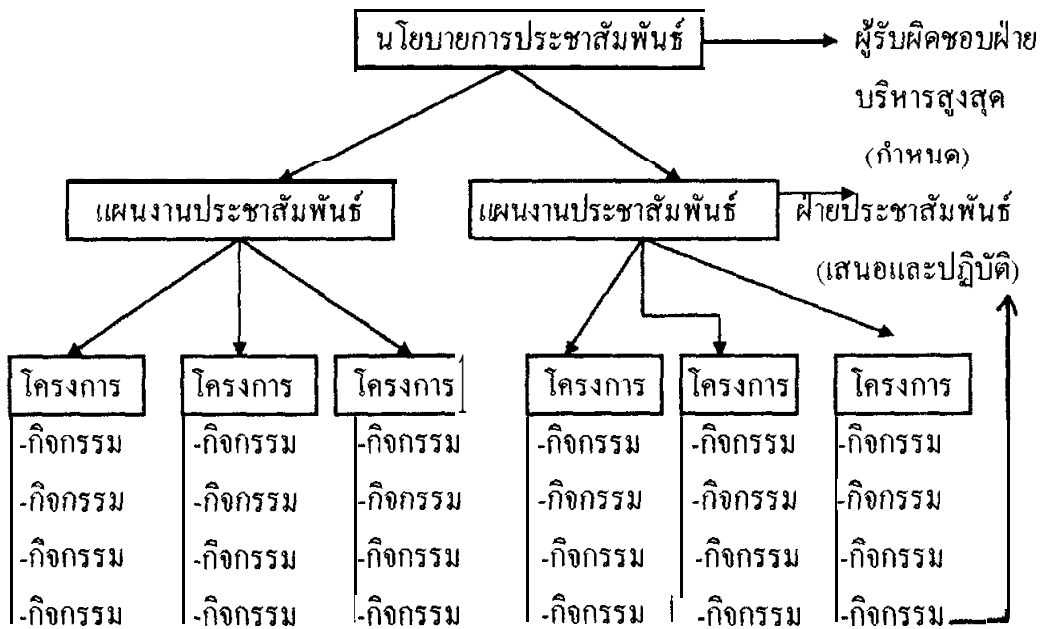 นโยบายการประชาสัมพันธ์ ผู้รับผิดชอบฝ่าย
บริหารสูงสุด
(กำหนด)
แผนงานประชาสัมพันธ์ แผนงานประชาสัมพันธ์ ฝ่ายประชาสัมพันธ์
(เสนอและปฏิบัติ)
โครงการ โครงการ โครงการ โครงการ โครงการ โครงการ
-กิจกรรม -กิจกรรม -กิจกรรม -กิจกรรม -กิจกรรม -กิจกรรม
-กิจกรรม -กิจกรรม -กิจกรรม -กิจกรรม -กิจกรรม -กิจกรรม
-กิจกรรม -กิจกรรม -กิจกรรม -กิจกรรม -กิจกรรม -กิจกรรม
-กิจกรรม -กิจกรรม -กิจกรรม -กิจกรรม -กิจกรรม -กิจกรรม